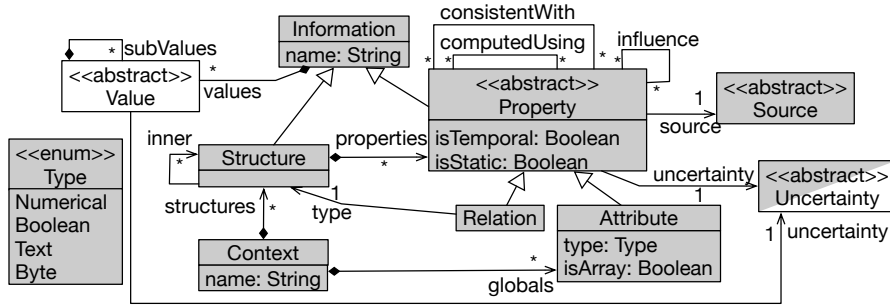 consistentWith
Information
name: String
subValues
*
computedUsing
influence
<<abstract>>
Value
*
values
*
*
*
*
*
*
<<abstract>>
Property
1
source
<<abstract>>
Source
isTemporal: Boolean
isStatic: Boolean
<<enum>>
Type
Numerical
Boolean
Text
Byte
inner
*
Structure
properties
*
uncertainty
1
<<abstract>>
Uncertainty
structures
*
1
type
Relation
Attribute
type: Type
isArray: Boolean
1
uncertainty
Context
name: String
*
globals